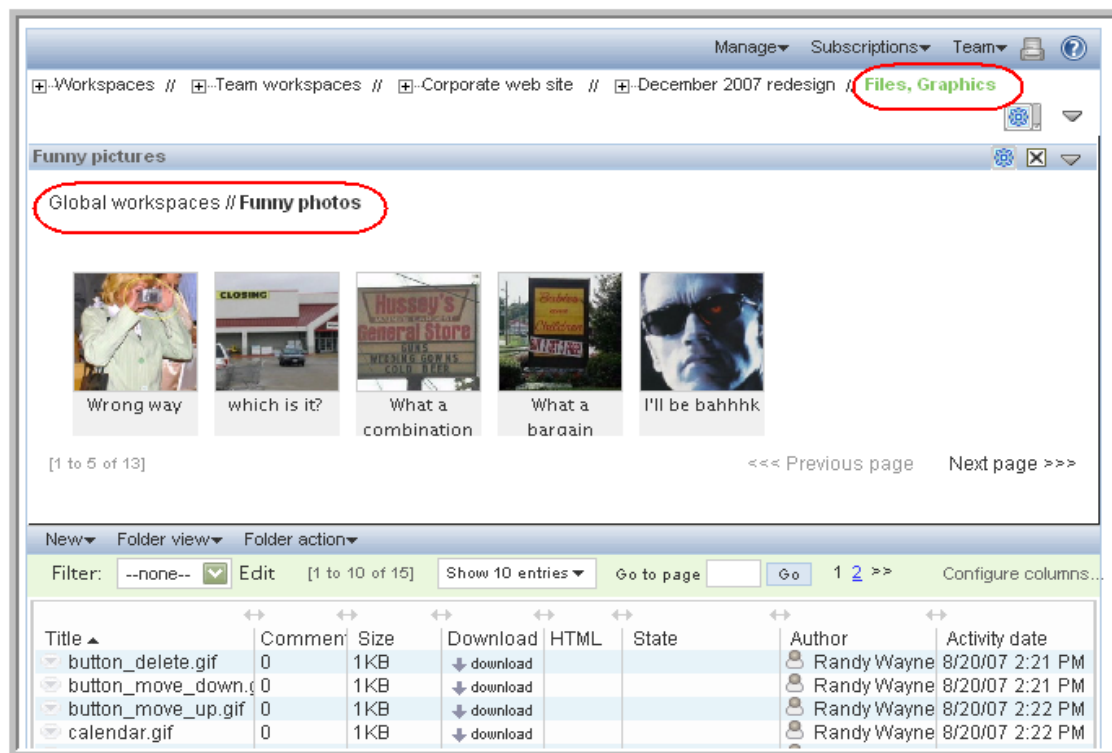 Manage Subscriptions Team
Workspaces // Team workspaces // Corporate web site // December 2007 redesign // Files, Graphics
Funny pictures
Global workspaces // Funny photos
CLOSING
Hussey's
General Store
GUNS
WEDDING GOWNS
COLD BEER
Babies
and
Children
Wrong way which is it? What a combination What a bargain I'll be bahhhk
[1 to 5 of 13] <<< Previous page Next page >>>
New Folder view Folder action
Filter: --none-- Edit [1 to 10 of 15] Show 10 entries Go to page Go 1 2 >> Configure columns...
Title Commen Size Download HTML State Author Activity date
button_delete.gif 0 1KB download Randy Wayne 8/20/07 2:21 PM
button_move_down.g 0 1KB download Randy Wayne 8/20/07 2:21 PM
button_move_up.gif 0 1KB download Randy Wayne 8/20/07 2:22 PM
calendar.gif 0 1KB download Randy Wayne 8/20/07 2:22 PM